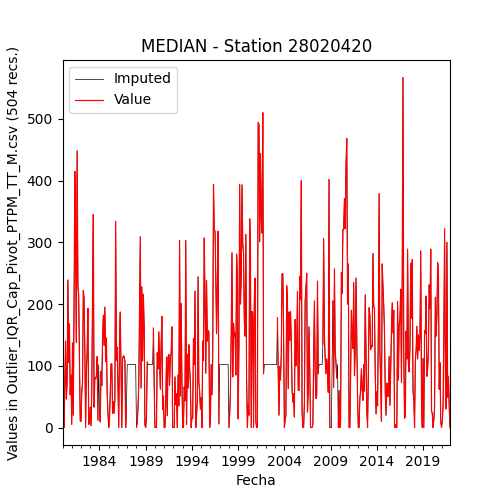 MEDIAN - Station 28020420
Imputed
Value
Values in Outlier_IQR_Cap_Pivot_PTPM_TT_M.csv (504 recs.)
500
400
300
200
100
0
1984 1989 1994 1999 2004 2009 2014 2019
Fecha